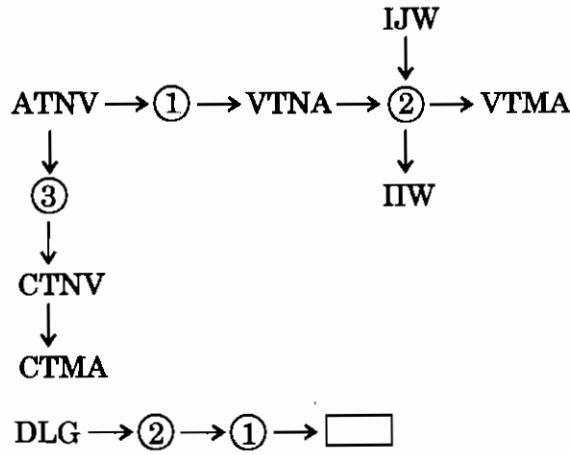 IJW
ATNV → ① → VTNA → ② → VTMA
③
IIW
CTNV
CTMA
DLG → ② → ① →